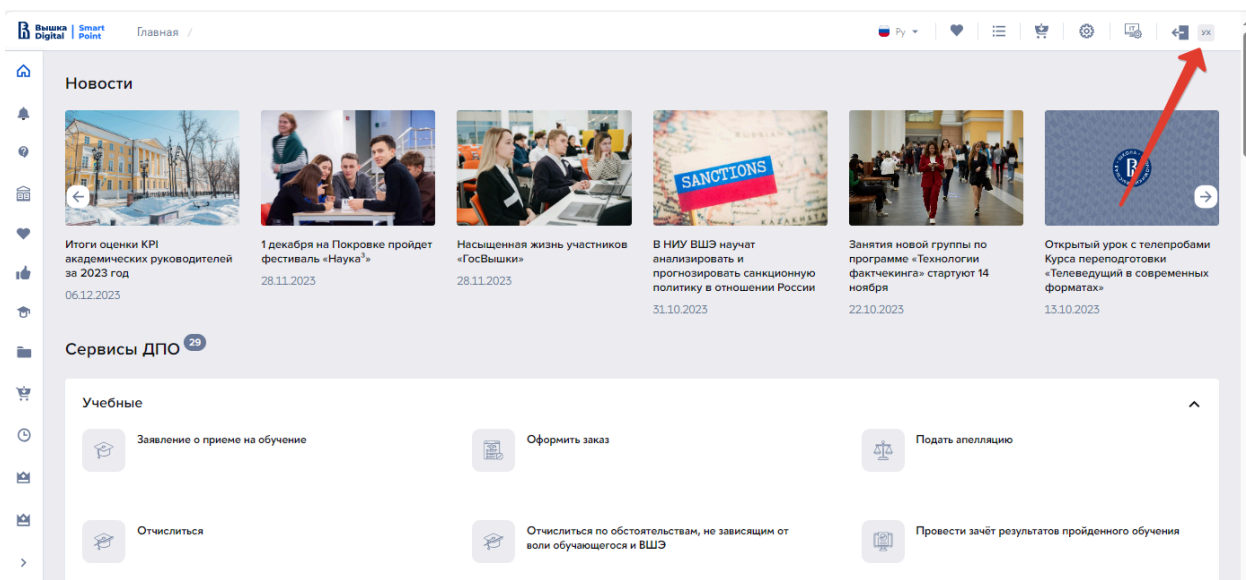 Вышка Digital | Smart Point
Главная /
Ру
УХ
Новости
SANCTIONS
KAZAKHSTA
Итоги оценки KPI
академических руководителей
за 2023 год
06.12.2023
1 декабря на Покровке пройдет
фестиваль «Наука³»
28.11.2023
Насыщенная жизнь участников
«ГосВышки»
28.11.2023
В НИУ ВШЭ научат
анализировать и
прогнозировать санкционную
политику в отношении России
31.10.2023
Занятия новой группы по
программе «Технологии
фактчекинга» стартуют 14
ноября
22.10.2023
Открытый урок с телепробами
Курса переподготовки
«Телеведущий в современных
форматах»
13.10.2023
Сервисы ДПО 29
Учебные
Заявление о приеме на обучение
Оформить заказ
Подать апелляцию
Отчислиться
Отчислиться по обстоятельствам, не зависящим от
воли обучающегося и ВШЭ
Провести зачёт результатов пройденного обучения